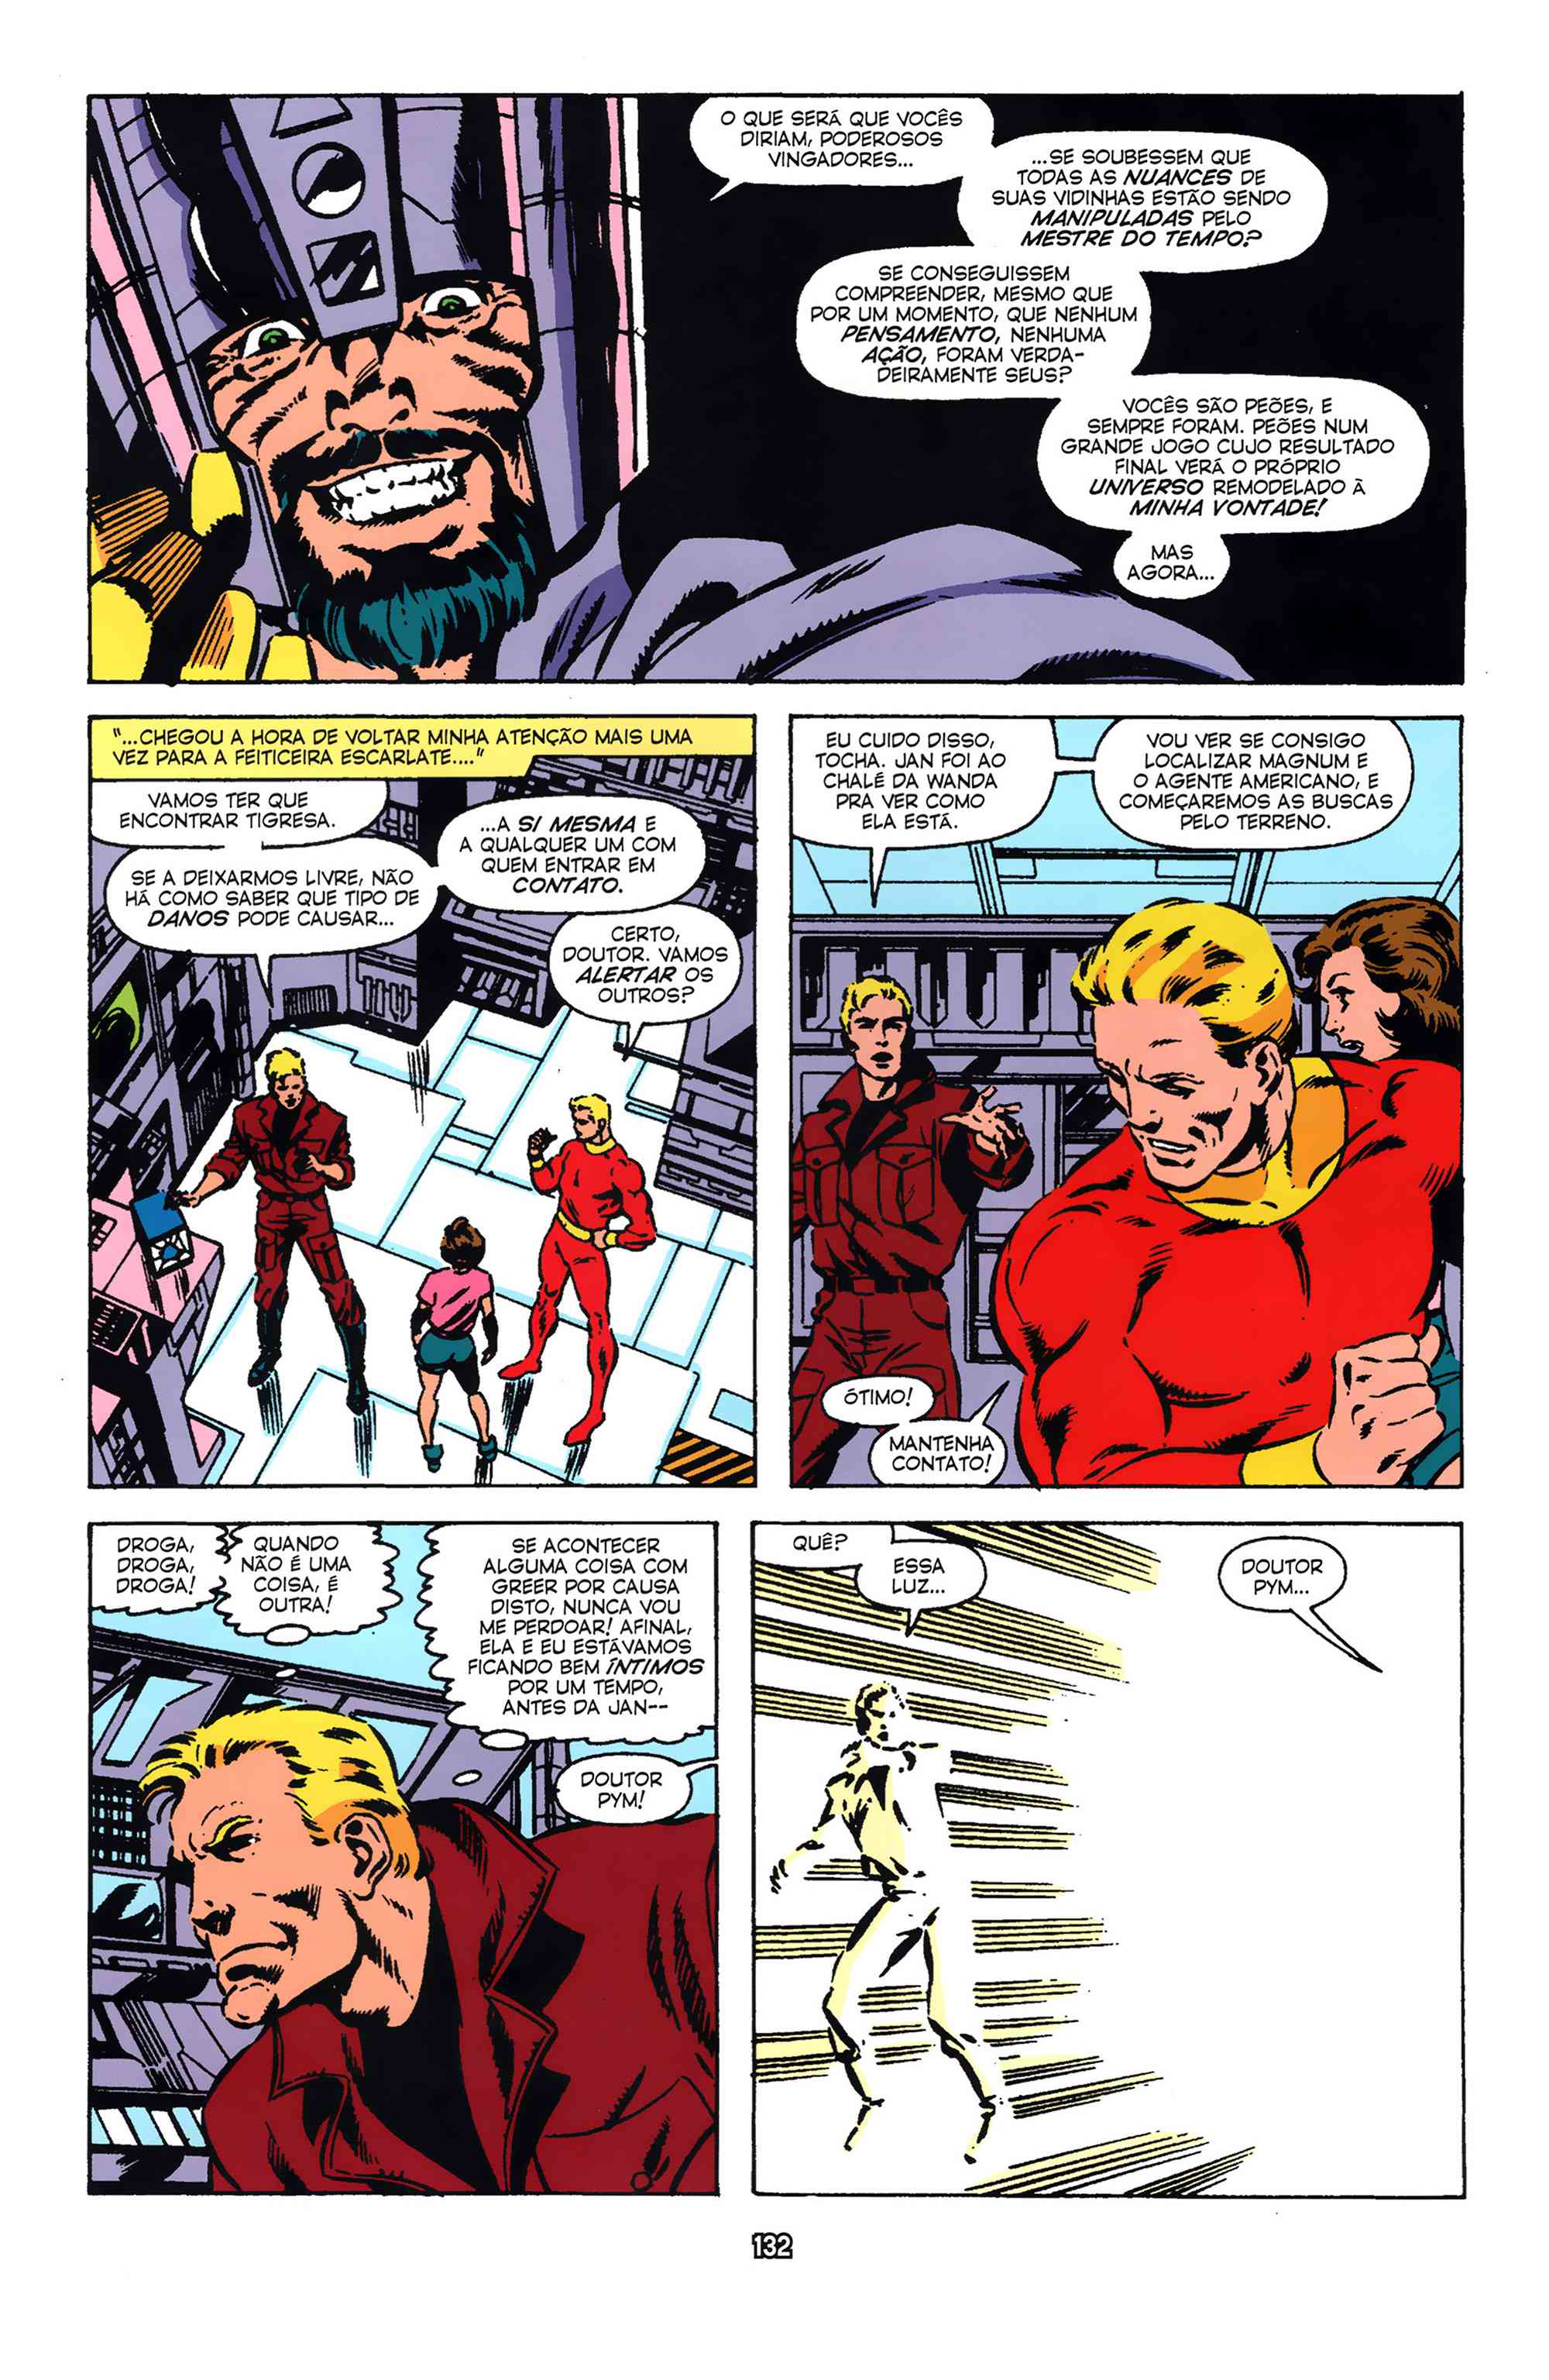 O QUE SERÁ QUE VOCÊS
DIRIAM, PODEROSOS
VINGADORES...
...SE SOUBESSEM QUE
TODAS AS NUANCES DE
SUAS VIDINHAS ESTÃO SENDO
MANIPULADAS PELO
MESTRE DO TEMPO?
SE CONSEGUISSEM
COMPREENDER, MESMO QUE
POR UM MOMENTO, QUE NENHUM
PENSAMENTO, NENHUMA
AÇÃO, FORAM VERDA-
DEIRAMENTE SEUS?
VOCÊS SÃO PEÕES, E
SEMPRE FORAM. PEÕES NUM
GRANDE JOGO CUJO RESULTADO
FINAL VERÁ O PRÓPRIO
UNIVERSO REMODELADO À
MINHA VONTADE!
MAS
AGORA...
"...CHEGOU A HORA DE VOLTAR MINHA ATENÇÃO MAIS UMA
VEZ PARA A FEITICEIRA ESCARLATE...."
VAMOS TER QUE
ENCONTRAR TIGRESA.
SE A DEIXARMOS LIVRE, NÃO
HÁ COMO SABER QUE TIPO DE
DANOS PODE CAUSAR...
...A SI MESMA E
A QUALQUER UM COM
QUEM ENTRAR EM
CONTATO.
CERTO,
DOUTOR. VAMOS
ALERTAR OS
OUTROS?
EU CUIDO DISSO,
TOCHA. JAN FOI AO
CHALÉ DA WANDA
PRA VER COMO
ELA ESTÁ.
VOU VER SE CONSIGO
LOCALIZAR MAGNUM E
O AGENTE AMERICANO, E
COMEÇAREMOS AS BUSCAS
PELO TERRENO.
ÓTIMO!
MANTENHA
CONTATO!
DROGA,
DROGA,
DROGA!
QUANDO
NÃO É UMA
COISA, É
OUTRA!
SE ACONTECER
ALGUMA COISA COM
GREER POR CAUSA
DISTO, NUNCA VOU
ME PERDOAR! AFINAL,
ELA E EU ESTÁVAMOS
FICANDO BEM ÍNTIMOS
POR UM TEMPO,
ANTES DA JAN--
DOUTOR
PYM!
QUÊ?
ESSA
LUZ...
DOUTOR
PYM...
132